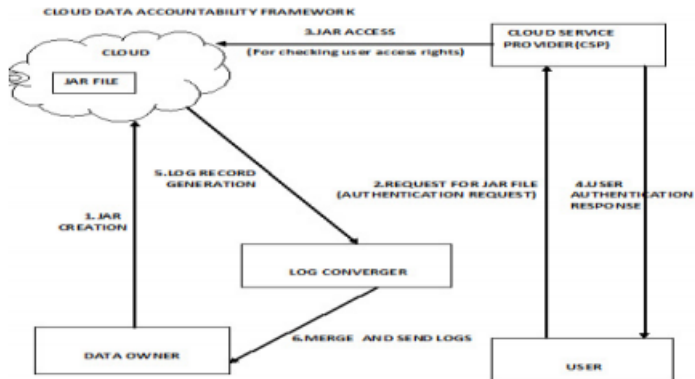 CLOUD DATA ACCOUNTABILITY FRAMEWORK
3.JAR ACCESS
(For checking user access rights)
CLOUD SERVICE
PROVIDER(CSP)
CLOUD
JAR FILE
5.LOG RECORD
GENERATION
2.REQUEST FOR JAR FILE
(AUTHENTICATION REQUEST)
4.USER
AUTHENTICATION
RESPONSE
1. JAR
CREATION
LOG CONVERGER
6.MERGE AND SEND LOGS
DATA OWNER
USER